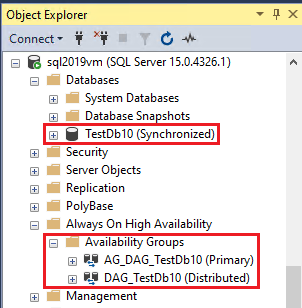 Object Explorer
Connect
sql2019vm (SQL Server 15.0.4326.1)
Databases
System Databases
Database Snapshots
TestDb10 (Synchronized)
Security
Server Objects
Replication
PolyBase
Always On High Availability
Availability Groups
AG_DAG_TestDb10 (Primary)
DAG_TestDb10 (Distributed)
Management